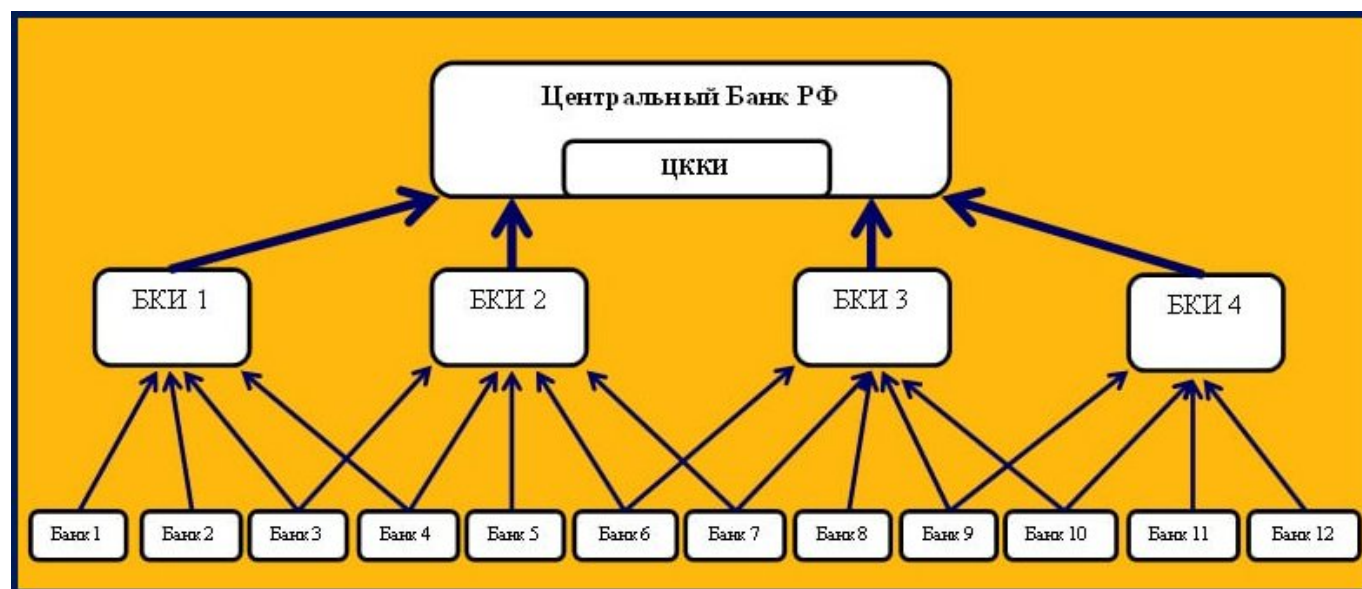 Центральный Банк РФ
ЦККИ
БКИ 1
БКИ 2
БКИ 3
БКИ 4
Банк 1
Банк 2
Банк 3
Банк 4
Банк 5
Банк 6
Банк 7
Банк 8
Банк 9
Банк 10
Банк 11
Банк 12